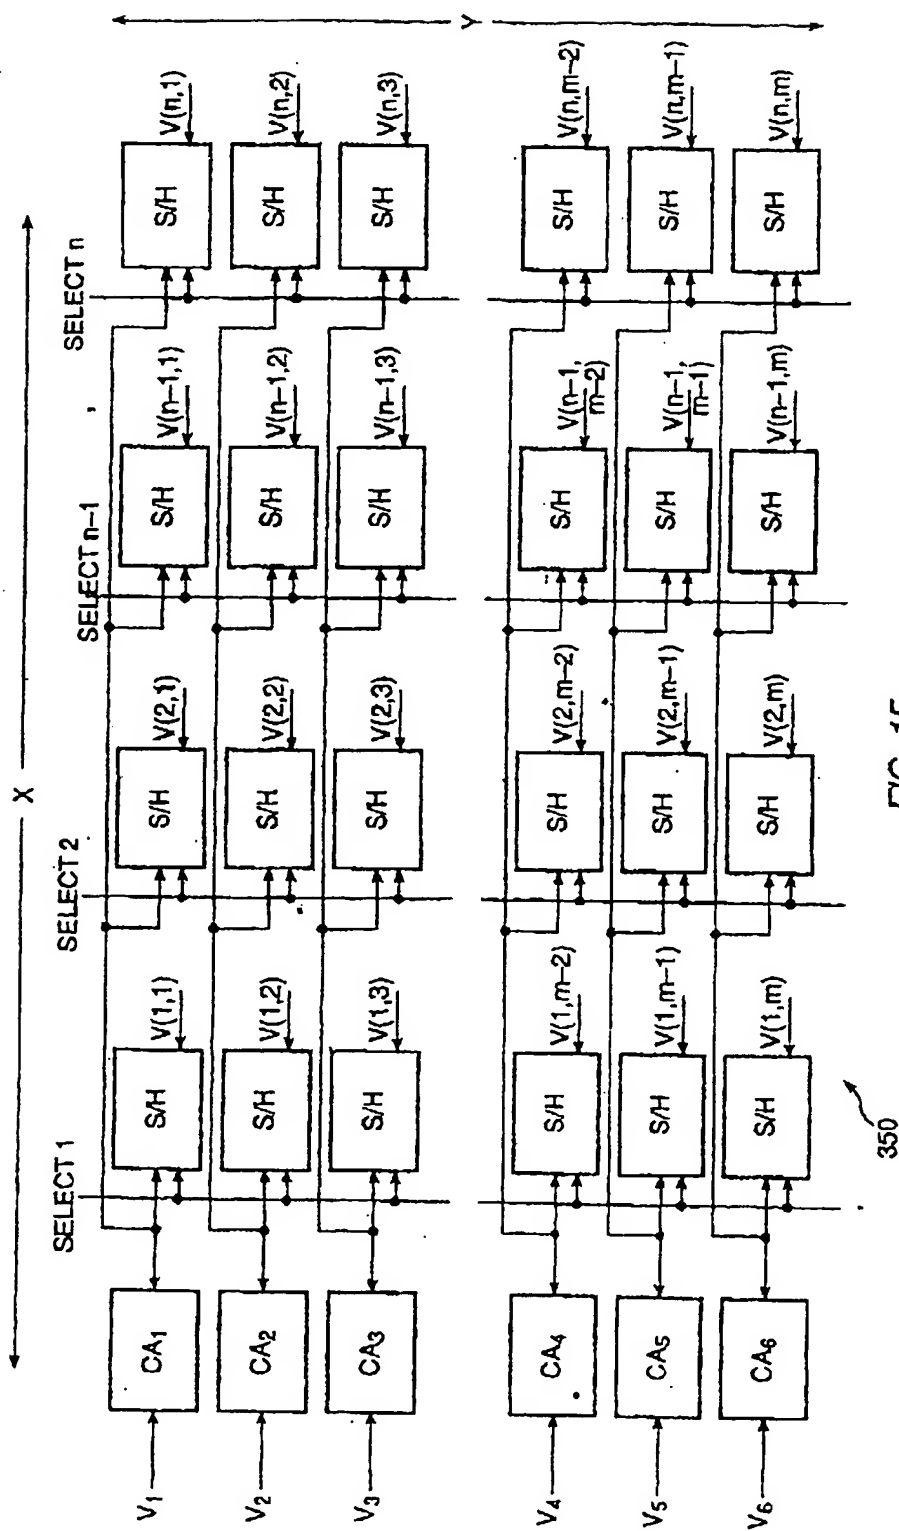 X
Y
SELECT 1
SELECT 2
SELECT n-1
SELECT n
V1
CA1
S/H
V(1,1)
S/H
V(2,1)
S/H
V(n-1,1)
S/H
V(n,1)
V2
CA2
S/H
V(1,2)
S/H
V(2,2)
S/H
V(n-1,2)
S/H
V(n,2)
V3
CA3
S/H
V(1,3)
S/H
V(2,3)
S/H
V(n-1,3)
S/H
V(n,3)
V4
CA4
S/H
V(1,m-2)
S/H
V(2,m-2)
S/H
V(n-1,
m-2)
S/H
V(n,m-2)
V5
CA5
S/H
V(1,m-1)
S/H
V(2,m-1)
S/H
V(n-1,
m-1)
S/H
V(n,m-1)
V6
CA6
S/H
V(1,m)
S/H
V(2,m)
S/H
V(n-1,m)
S/H
V(n,m)
350